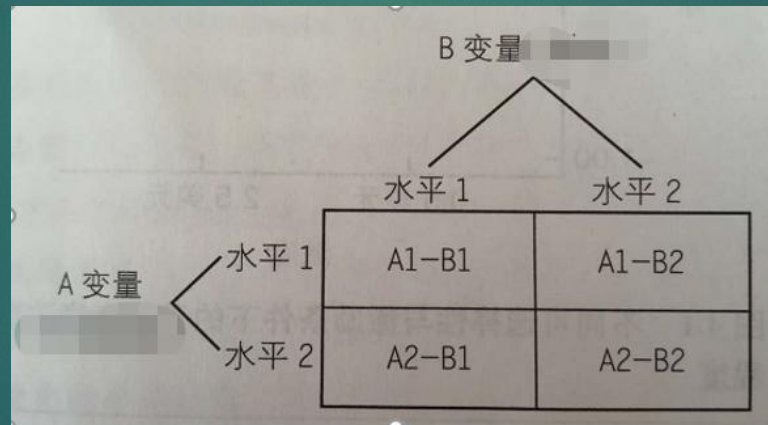 B 变量
水平 1 水平 2
A 变量
水平 1 A1-B1 A1-B2
水平 2 A2-B1 A2-B2